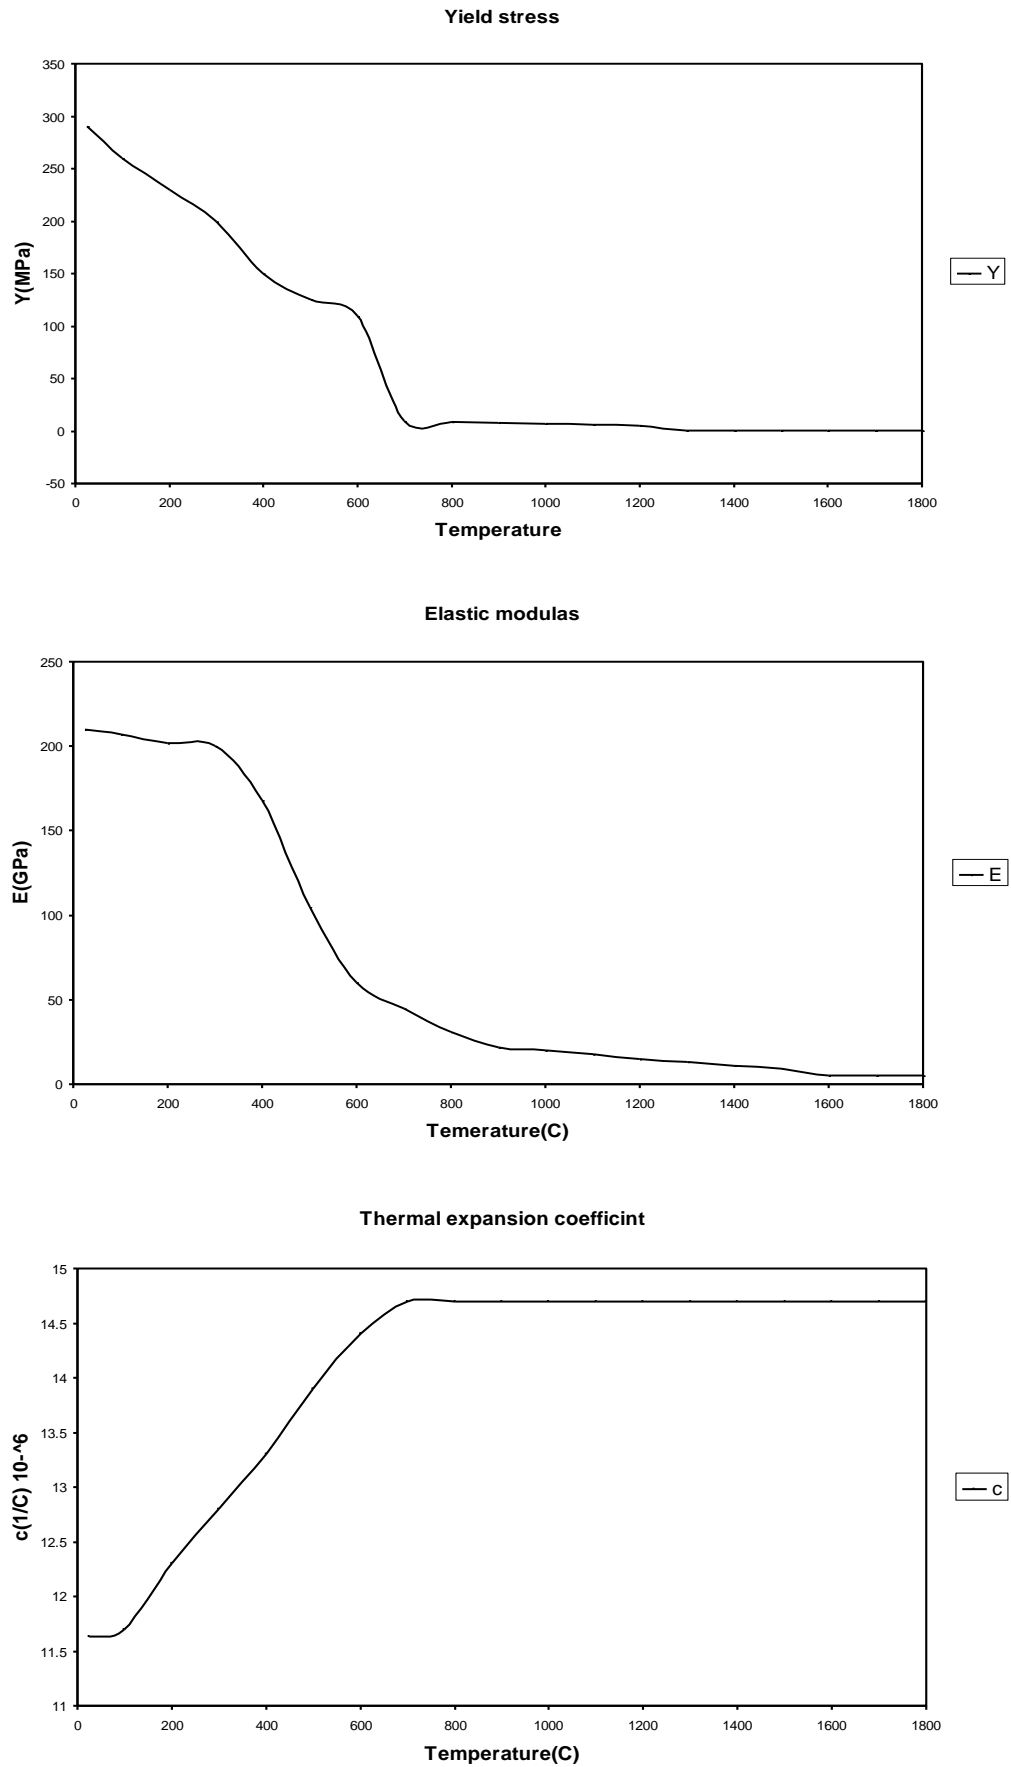 Yield stress
350
300
250
200
150
100
50
0
-50
Y(MPa)
0 200 400 600 800 1000 1200 1400 1600 1800
Temperature
Y
Elastic modulas
250
200
150
100
50
0
E(GPa)
0 200 400 600 800 1000 1200 1400 1600 1800
Temerature(C)
E
Thermal expansion coefficint
15
14.5
14
13.5
13
12.5
12
11.5
11
c(1/C) 10-^6
0 200 400 600 800 1000 1200 1400 1600 1800
Temperature(C)
c